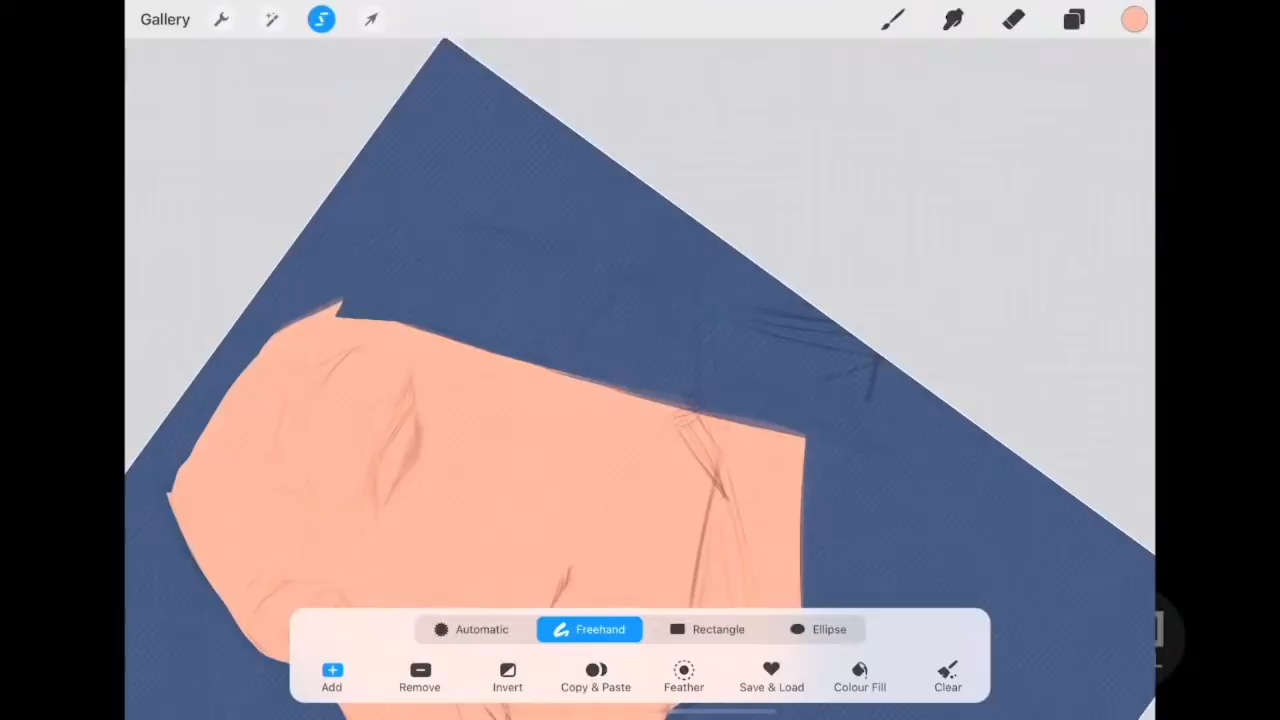 Gallery
Automatic Freehand Rectangle Ellipse
Add Remove Invert Copy & Paste Feather Save & Load Colour Fill Clear